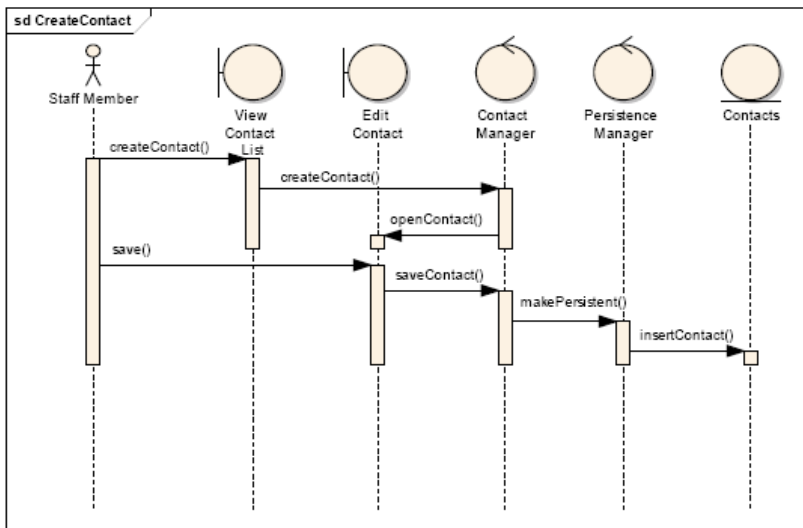 sd CreateContact
Staff Member
View
Contact
List
Edit
Contact
Contact
Manager
Persistence
Manager
Contacts
createContact()
createContact()
openContact()
save()
saveContact()
makePersistent()
insertContact()